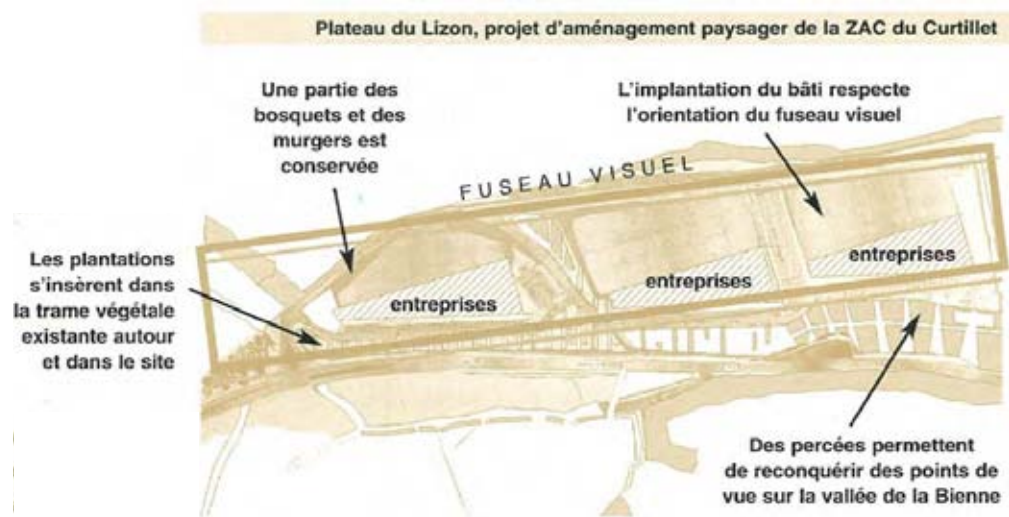 Plateau du Lizon, projet d'aménagement paysager de la ZAC du Curtillet
Une partie des
bosquets et des
murgers est
conservée
L'implantation du bâti respecte
l'orientation du fuseau visuel
FUSEAU VISUEL
Les plantations
s'insèrent dans
la trame végétale
existante autour
et dans le site
entreprises
entreprises
entreprises
Des percées permettent
de reconquérir des points de
vue sur la vallée de la Bienne